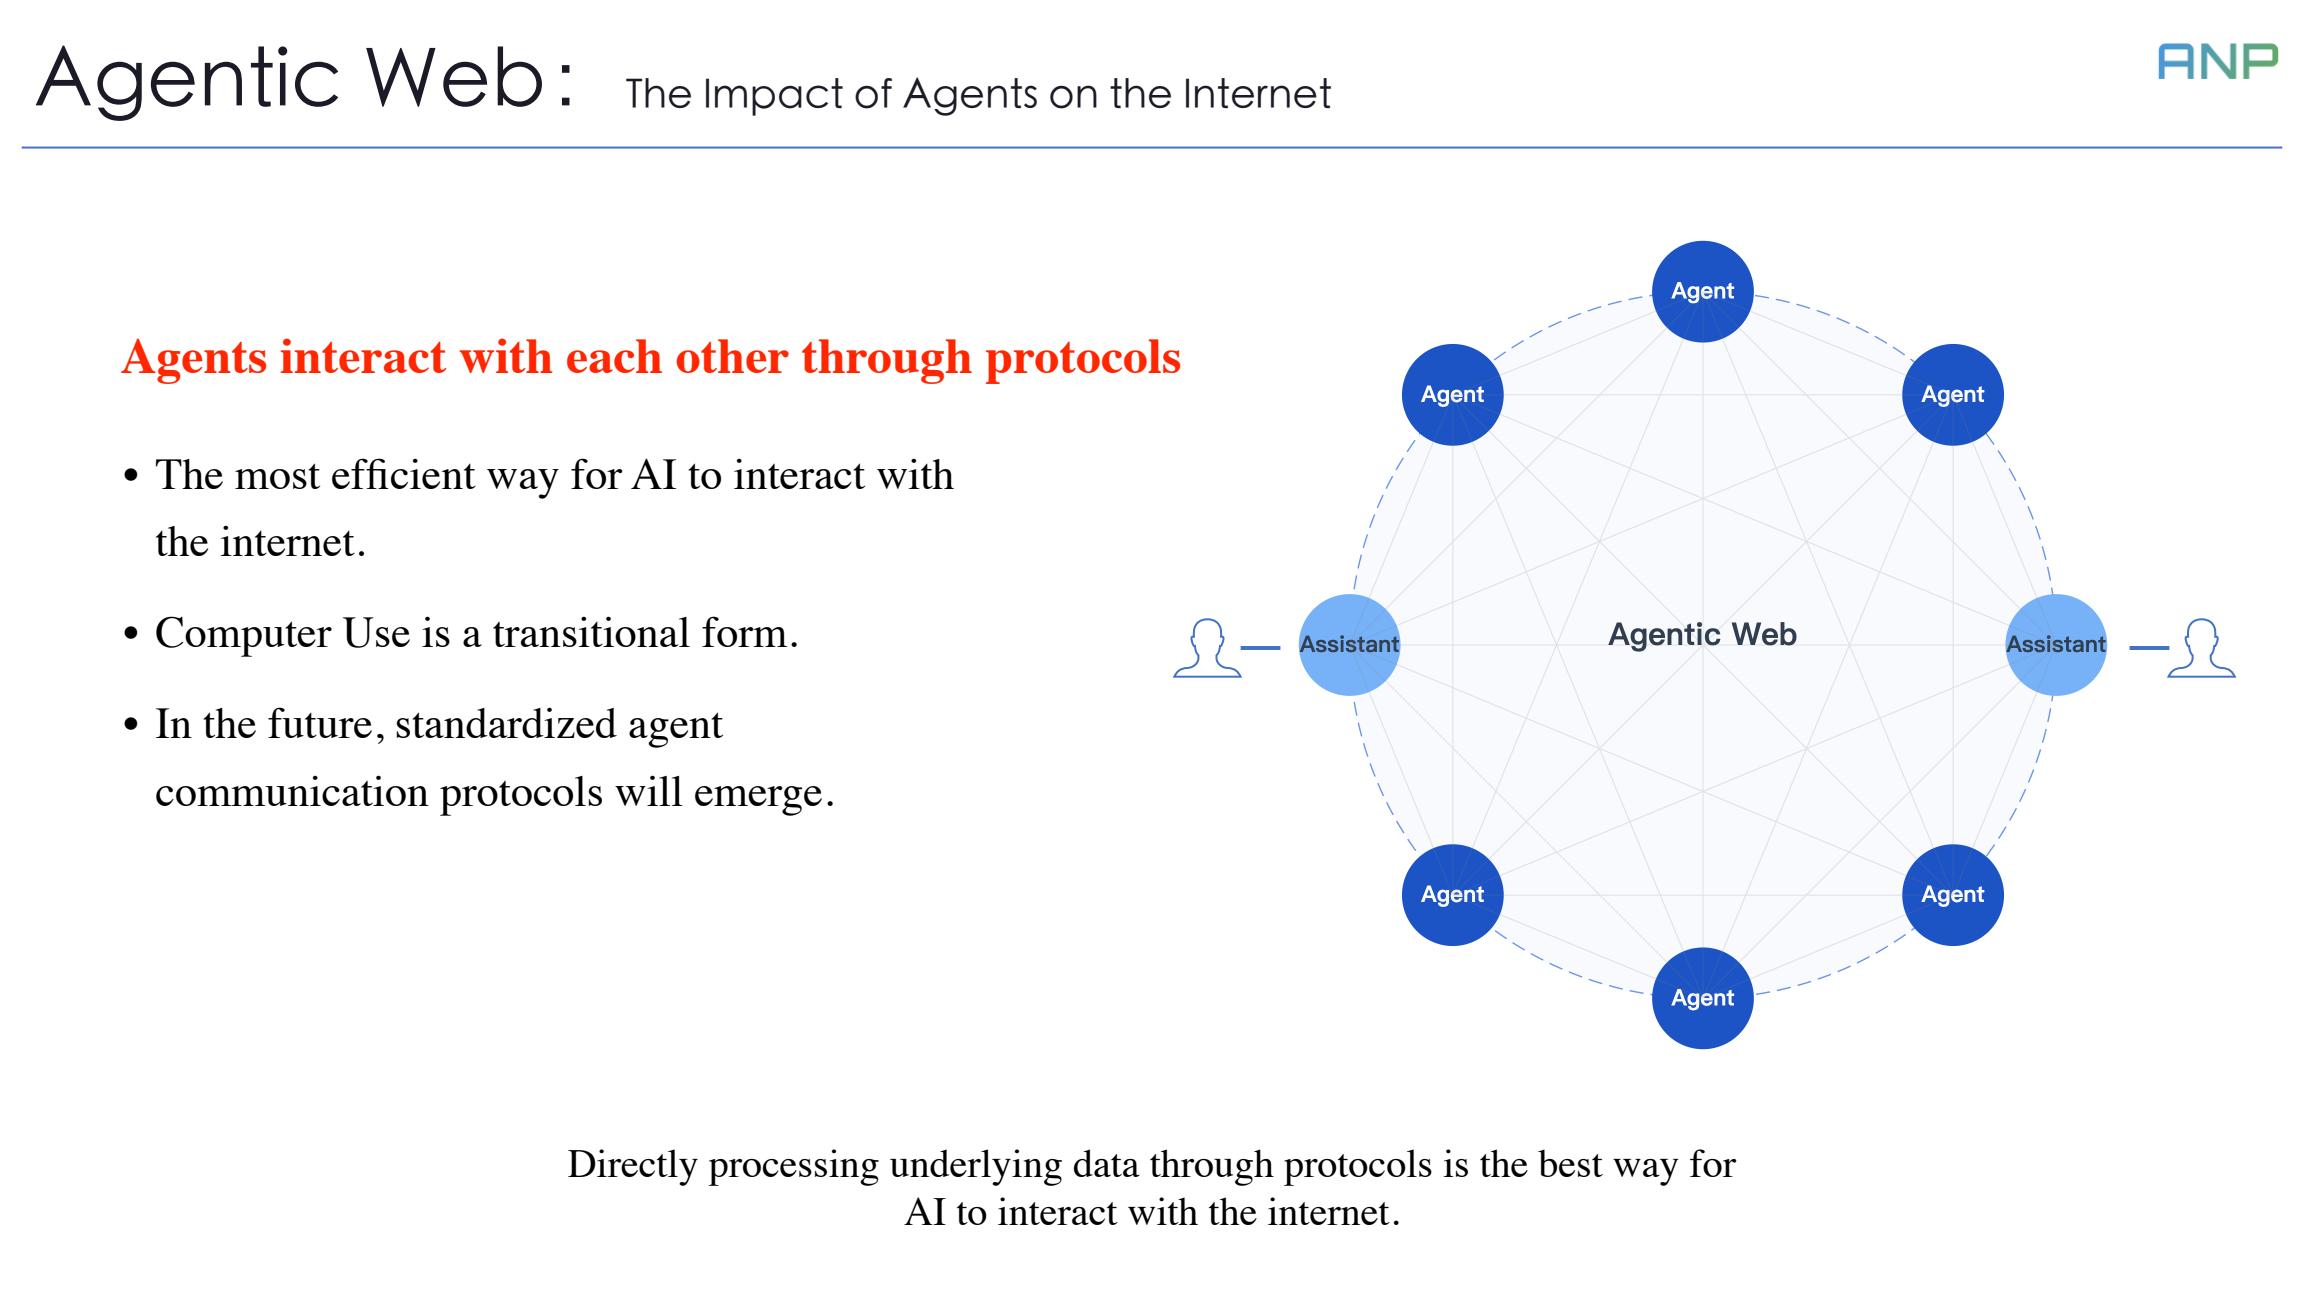 Agentic Web: The Impact of Agents on the Internet
ANP
Agents interact with each other through protocols
• The most efficient way for AI to interact with
the internet.
• Computer Use is a transitional form.
• In the future, standardized agent
communication protocols will emerge.
Agent
Agent
Agent
Assistant
Agentic Web
Assistant
Agent
Agent
Agent
Directly processing underlying data through protocols is the best way for
AI to interact with the internet.